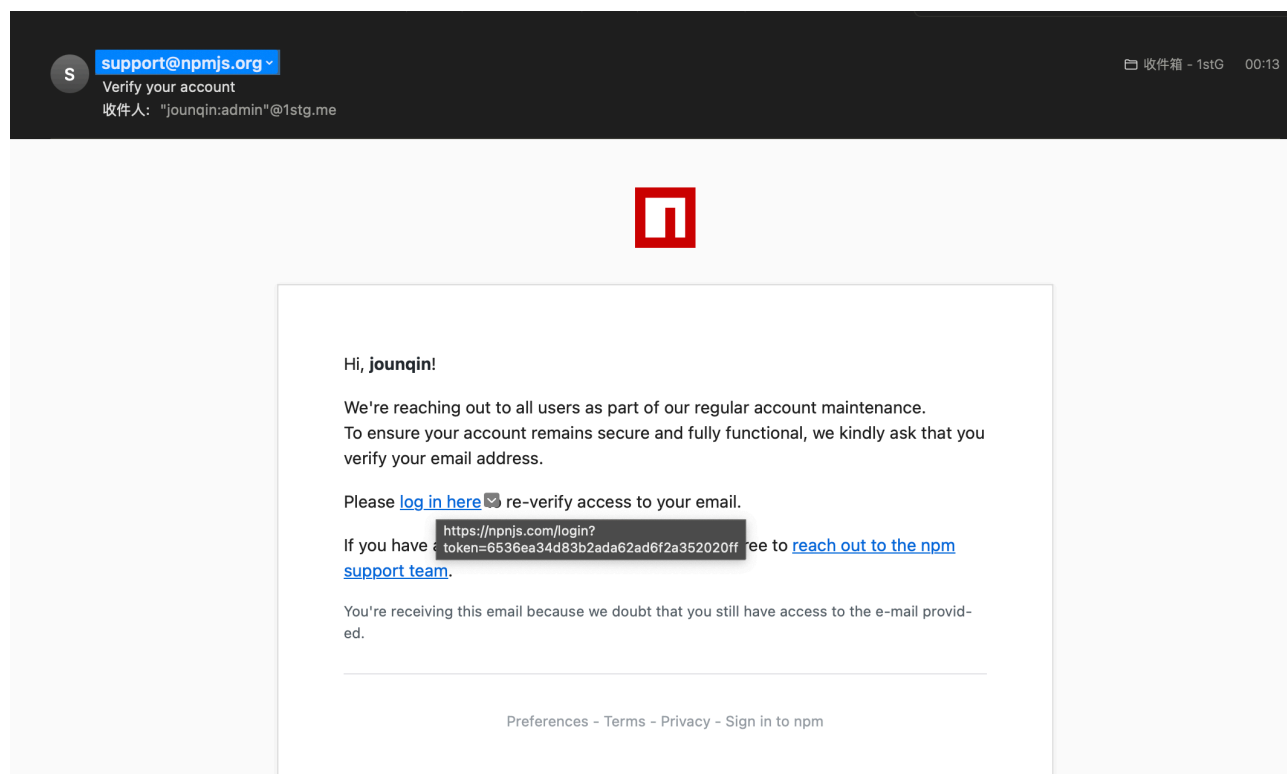 S
support@npmjs.org
收件箱 - 1stG 00:13
Verify your account
收件人： "jounqin:admin"@1stg.me
Hi, jounqin!
We're reaching out to all users as part of our regular account maintenance.
To ensure your account remains secure and fully functional, we kindly ask that you
verify your email address.
Please log in here re-verify access to your email.
https://npnjs.com/login?
token=6536ea34d83b2ada62ad6f2a352020ff
If you have ree to reach out to the npm
support team.
You're receiving this email because we doubt that you still have access to the e-mail provid-
ed.
Preferences - Terms - Privacy - Sign in to npm